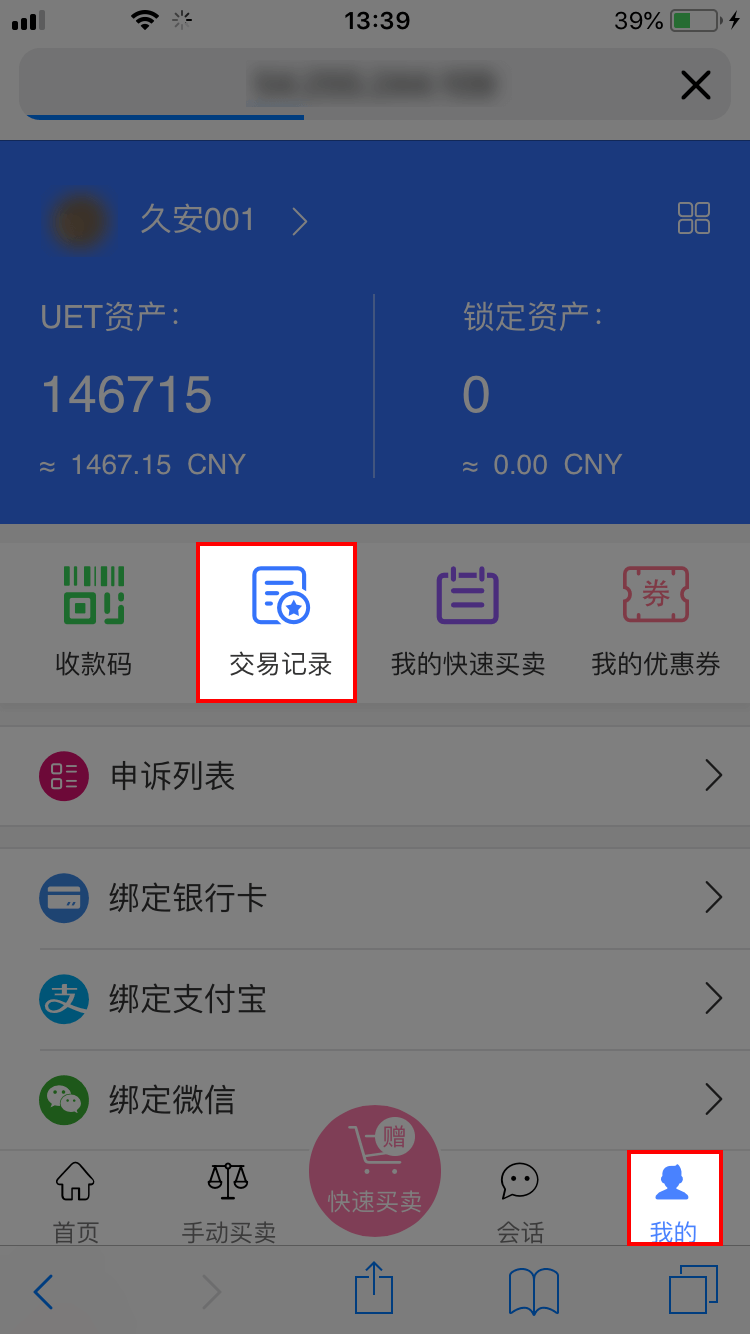 13:39
39%
久安001
UET资产：
锁定资产：
146715
0
≈ 1467.15 CNY
≈ 0.00 CNY
券
收款码
交易记录
我的快速买卖
我的优惠券
申诉列表
绑定银行卡
支
绑定支付宝
绑定微信
赠
快速买卖
首页
手动买卖
会话
我的